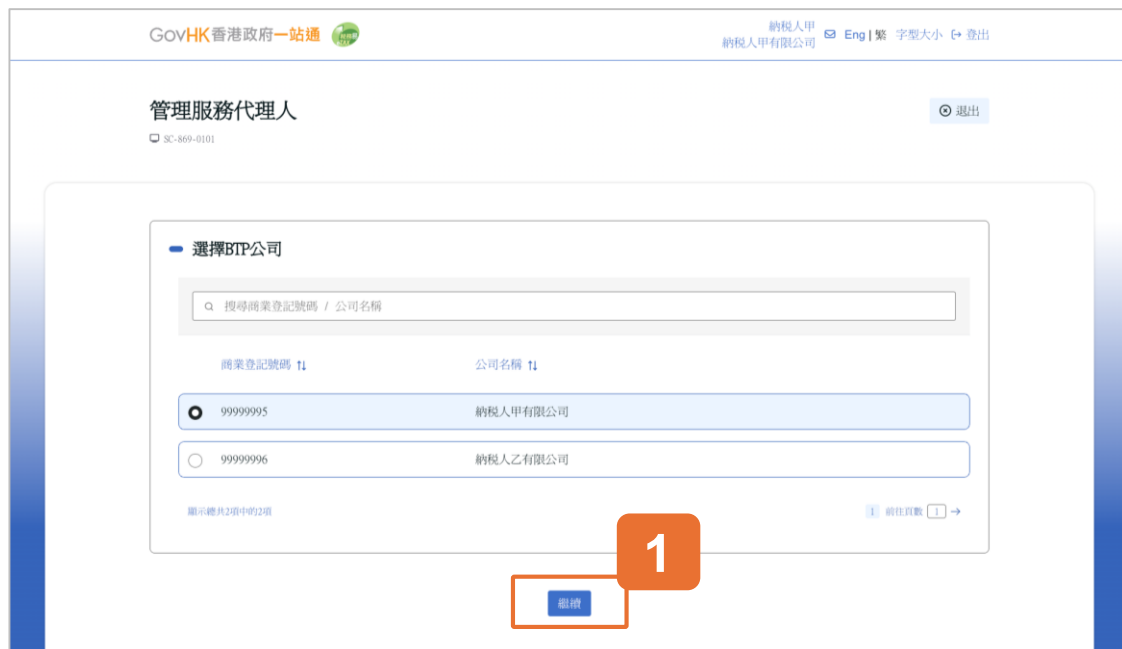 GovHK香港政府一站通
納税人甲
納税人甲有限公司
Eng | 繁 字型大小 登出
管理服務代理人
退出
SC-869-0101
選擇BTP公司
搜尋商業登記號碼 / 公司名稱
商業登記號碼 公司名稱
99999995 納税人甲有限公司
99999996 納税人乙有限公司
顯示總共2項中的2項
1 前往頁數 1
1
繼續